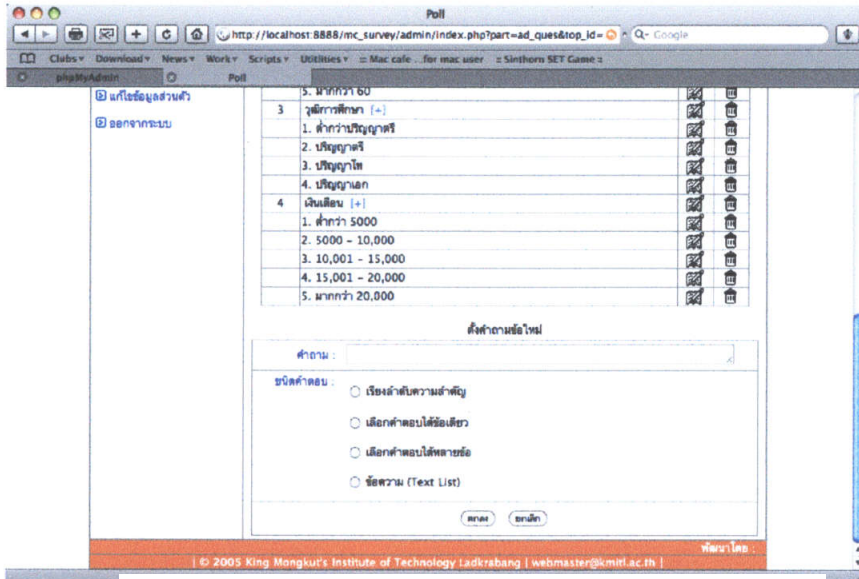 Poll
http://localhost:8888/mc_survey/admin/index.php?part=ad_ques&top_id=
Q- Google
Clubs Download News Work Scripts Utitlities :: Mac cafe ..for mac user :: Sinthorn SET Game ::
phpMyAdmin Poll
แก้ไขข้อมูลส่วนตัว
ออกจากระบบ
5. มากกว่า 60
3 วุฒิการศึกษา [+]
1. ต่ำกว่าปริญญาตรี
2. ปริญญาตรี
3. ปริญญาโท
4. ปริญญาเอก
4 เงินเดือน [+]
1. ต่ำกว่า 5000
2. 5000 - 10,000
3. 10,001 - 15,000
4. 15,001 - 20,000
5. มากกว่า 20,000
ตั้งคำถามข้อใหม่
คำถาม :
ชนิดคำตอบ :
เรียงลำดับความสำคัญ
เลือกคำตอบได้ข้อเดียว
เลือกคำตอบได้หลายข้อ
ข้อความ (Text List)
ตกลง ยกเลิก
พัฒนาโดย :
| © 2005 King Mongkut's Institute of Technology Ladkrabang | webmaster@kmitl.ac.th |